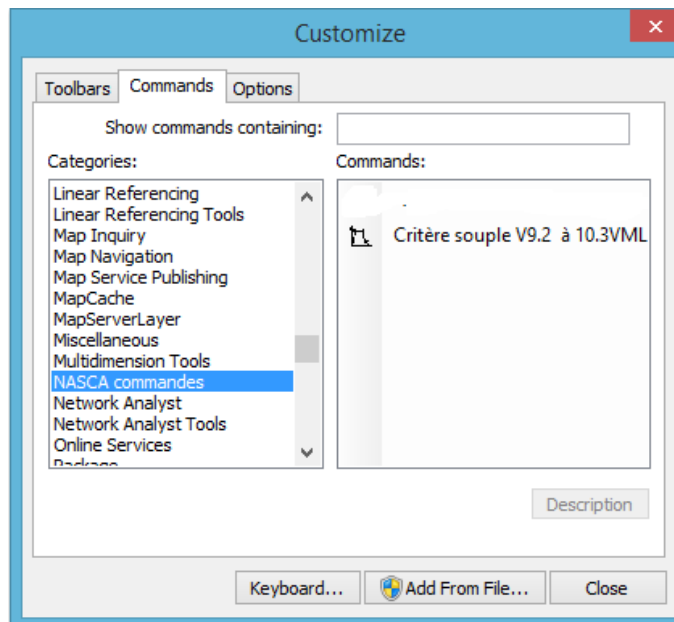 Customize
Toolbars
Commands
Options
Show commands containing:
Categories:
Linear Referencing
Linear Referencing Tools
Map Inquiry
Map Navigation
Map Service Publishing
MapCache
MapServerLayer
Miscellaneous
Multidimension Tools
NASCA commandes
Network Analyst
Network Analyst Tools
Online Services
Package
Commands:
Critère souple V9.2 à 10.3VML
Description
Keyboard...
Add From File...
Close